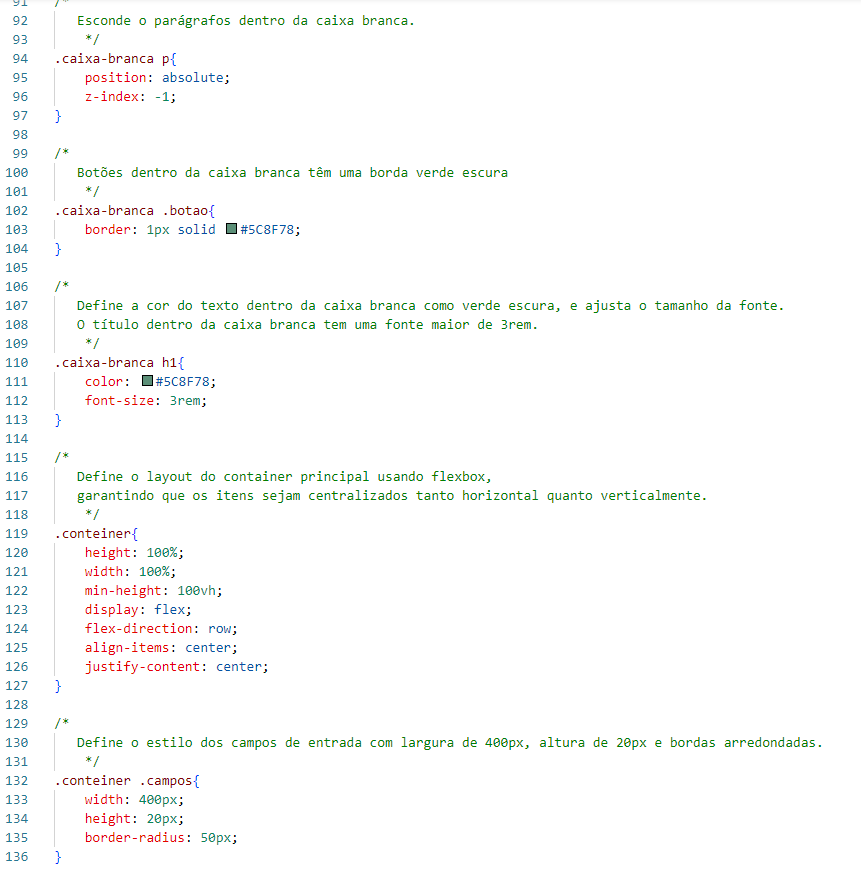 91 /*
92 Esconde o parágrafos dentro da caixa branca.
93 */
94 .caixa-branca p{
95 position: absolute;
96 z-index: -1;
97 }
98
99 /*
100 Botões dentro da caixa branca têm uma borda verde escura
101 */
102 .caixa-branca .botao{
103 border: 1px solid #5C8F78;
104 }
105
106 /*
107 Define a cor do texto dentro da caixa branca como verde escura, e ajusta o tamanho da fonte.
108 O título dentro da caixa branca tem uma fonte maior de 3rem.
109 */
110 .caixa-branca h1{
111 color: #5C8F78;
112 font-size: 3rem;
113 }
114
115 /*
116 Define o layout do container principal usando flexbox,
117 garantindo que os itens sejam centralizados tanto horizontal quanto verticalmente.
118 */
119 .conteiner{
120 height: 100%;
121 width: 100%;
122 min-height: 100vh;
123 display: flex;
124 flex-direction: row;
125 align-items: center;
126 justify-content: center;
127 }
128
129 /*
130 Define o estilo dos campos de entrada com largura de 400px, altura de 20px e bordas arredondadas.
131 */
132 .conteiner .campos{
133 width: 400px;
134 height: 20px;
135 border-radius: 50px;
136 }